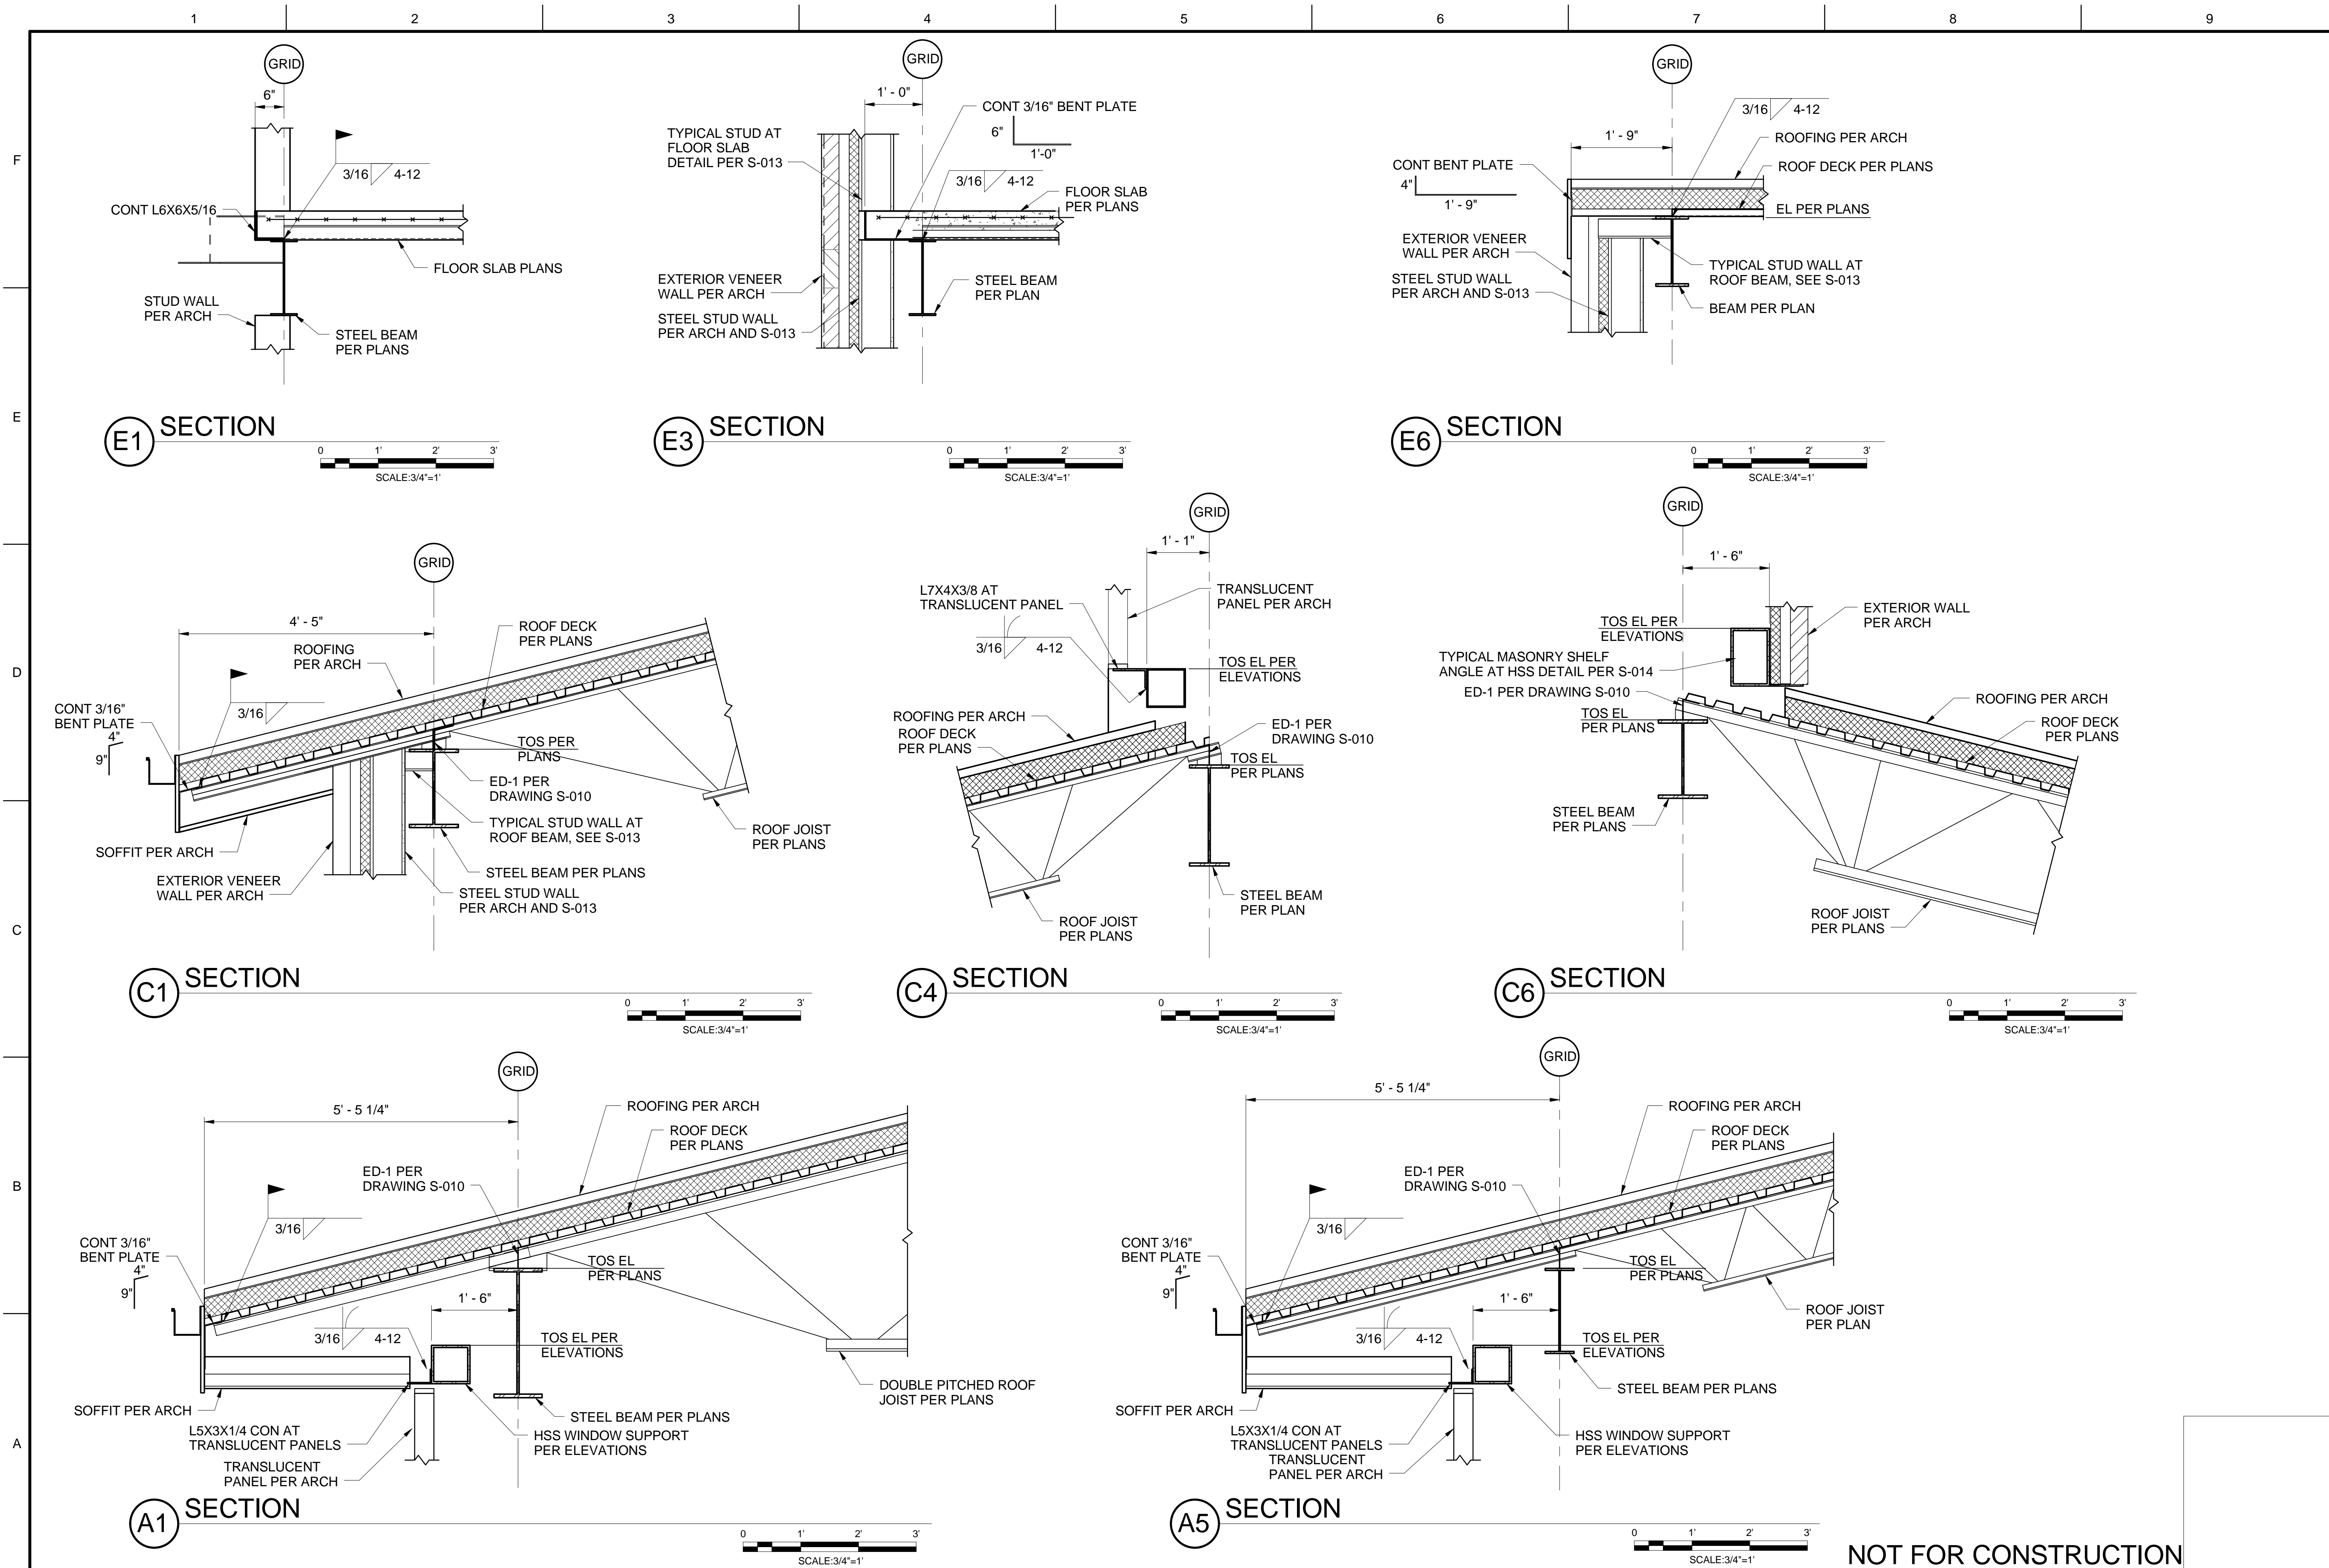 1 2 3 4 5 6 7 8 9
F
E
D
C
B
A
GRID
6"
3/16 4-12
CONT L6X6X5/16
FLOOR SLAB PLANS
STUD WALL
PER ARCH
STEEL BEAM
PER PLANS
E1 SECTION
0 1' 2' 3'
SCALE:3/4"=1'
GRID
1' - 0"
CONT 3/16" BENT PLATE
6"
1'-0"
TYPICAL STUD AT
FLOOR SLAB
DETAIL PER S-013
3/16 4-12
FLOOR SLAB
PER PLANS
EXTERIOR VENEER
WALL PER ARCH
STEEL BEAM
PER PLAN
STEEL STUD WALL
PER ARCH AND S-013
E3 SECTION
0 1' 2' 3'
SCALE:3/4"=1'
GRID
3/16 4-12
1' - 9"
ROOFING PER ARCH
CONT BENT PLATE
ROOF DECK PER PLANS
4"
1' - 9"
EL PER PLANS
EXTERIOR VENEER
WALL PER ARCH
TYPICAL STUD WALL AT
ROOF BEAM, SEE S-013
STEEL STUD WALL
PER ARCH AND S-013
BEAM PER PLAN
E6 SECTION
0 1' 2' 3'
SCALE:3/4"=1'
GRID
4' - 5"
ROOF DECK
PER PLANS
ROOFING
PER ARCH
3/16
CONT 3/16"
BENT PLATE
4"
9"
TOS PER
PLANS
ED-1 PER
DRAWING S-010
TYPICAL STUD WALL AT
ROOF BEAM, SEE S-013
ROOF JOIST
PER PLANS
SOFFIT PER ARCH
STEEL BEAM PER PLANS
EXTERIOR VENEER
WALL PER ARCH
STEEL STUD WALL
PER ARCH AND S-013
C1 SECTION
0 1' 2' 3'
SCALE:3/4"=1'
GRID
1' - 1"
L7X4X3/8 AT
TRANSLUCENT PANEL
TRANSLUCENT
PANEL PER ARCH
3/16 4-12
TOS EL PER
ELEVATIONS
ROOFING PER ARCH
ROOF DECK
PER PLANS
ED-1 PER
DRAWING S-010
TOS EL
PER PLANS
STEEL BEAM
PER PLAN
ROOF JOIST
PER PLANS
C4 SECTION
0 1' 2' 3'
SCALE:3/4"=1'
GRID
1' - 6"
EXTERIOR WALL
PER ARCH
TOS EL PER
ELEVATIONS
TYPICAL MASONRY SHELF
ANGLE AT HSS DETAIL PER S-014
ED-1 PER DRAWING S-010
TOS EL
PER PLANS
ROOFING PER ARCH
ROOF DECK
PER PLANS
STEEL BEAM
PER PLANS
ROOF JOIST
PER PLANS
C6 SECTION
0 1' 2' 3'
SCALE:3/4"=1'
GRID
5' - 5 1/4"
ROOFING PER ARCH
ROOF DECK
PER PLANS
ED-1 PER
DRAWING S-010
3/16
CONT 3/16"
BENT PLATE
4"
9"
TOS EL
PER PLANS
1' - 6"
3/16 4-12
TOS EL PER
ELEVATIONS
DOUBLE PITCHED ROOF
JOIST PER PLANS
SOFFIT PER ARCH
STEEL BEAM PER PLANS
L5X3X1/4 CON AT
TRANSLUCENT PANELS
HSS WINDOW SUPPORT
PER ELEVATIONS
TRANSLUCENT
PANEL PER ARCH
A1 SECTION
0 1' 2' 3'
SCALE:3/4"=1'
GRID
5' - 5 1/4"
ROOFING PER ARCH
ROOF DECK
PER PLANS
ED-1 PER
DRAWING S-010
3/16
CONT 3/16"
BENT PLATE
4"
9"
TOS EL
PER PLANS
1' - 6"
ROOF JOIST
PER PLAN
3/16 4-12
TOS EL PER
ELEVATIONS
STEEL BEAM PER PLANS
SOFFIT PER ARCH
L5X3X1/4 CON AT
TRANSLUCENT PANELS
HSS WINDOW SUPPORT
PER ELEVATIONS
TRANSLUCENT
PANEL PER ARCH
A5 SECTION
0 1' 2' 3'
SCALE:3/4"=1'
NOT FOR CONSTRUCTION